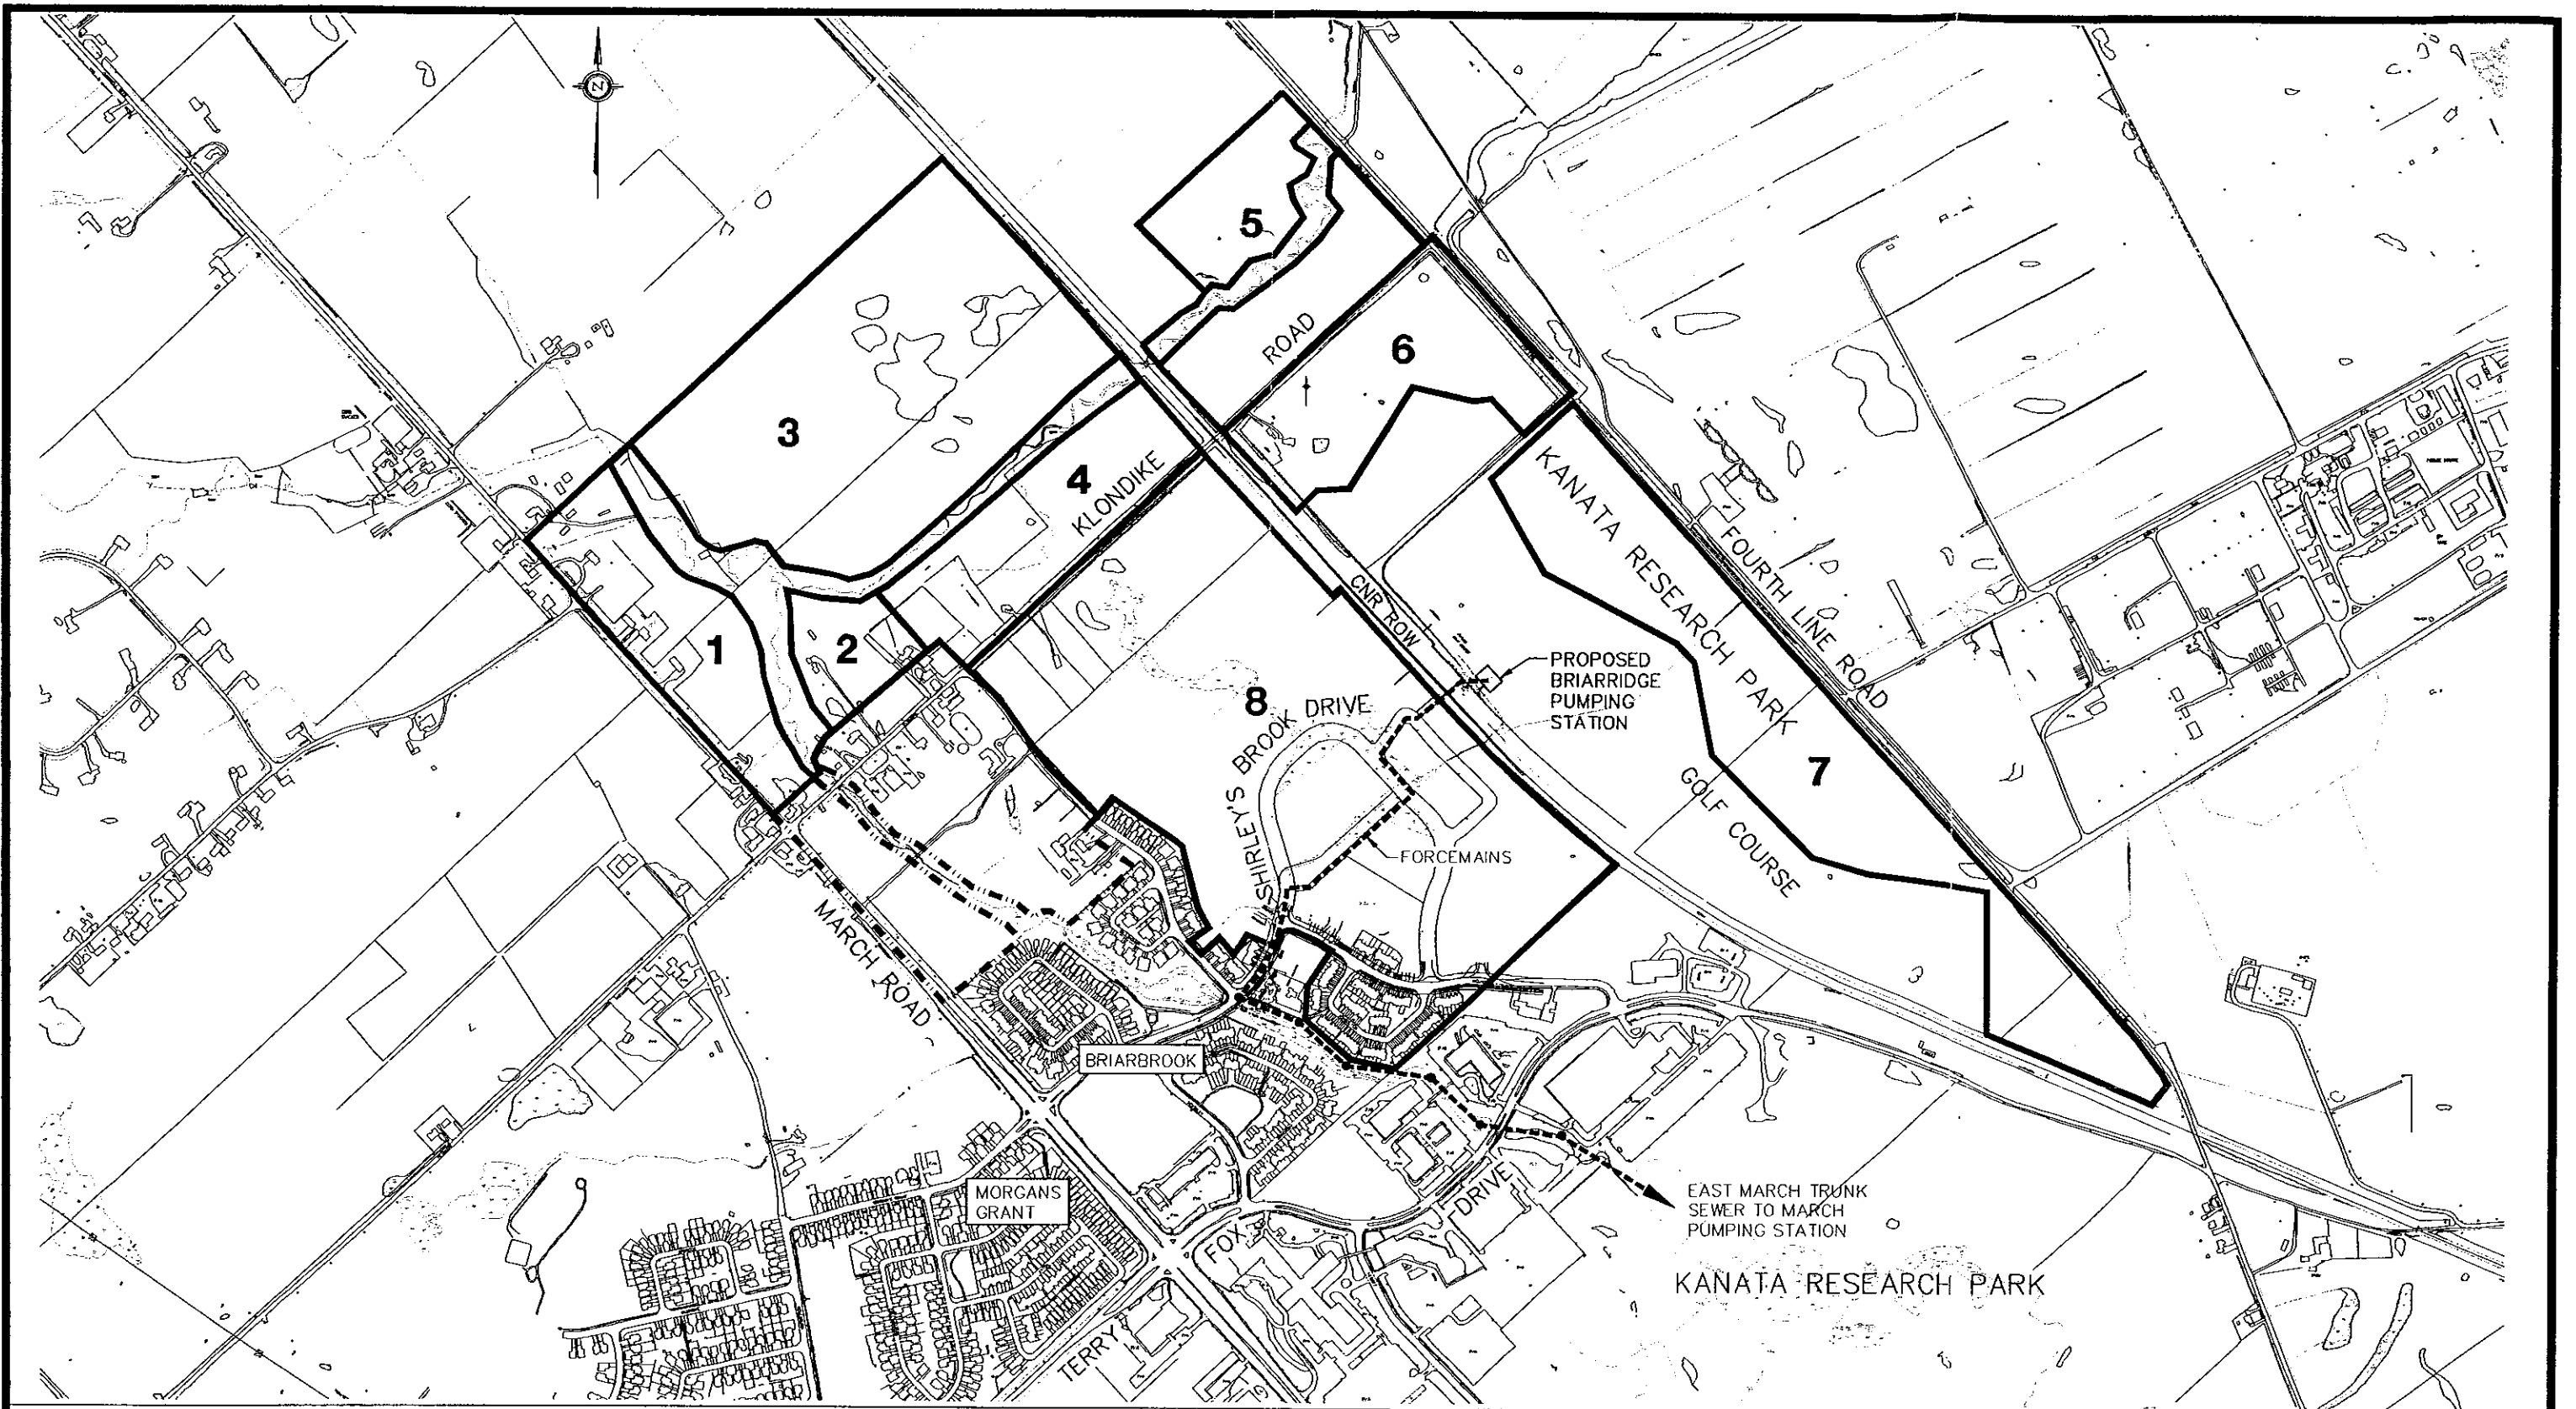 N
5
ROAD
6
3
4
KLONDIKE
KANATA RESEARCH PARK
FOURTH LINE ROAD
CNR ROW
1
2
PROPOSED
BRIARRIDGE
PUMPING
STATION
8
SHIRLEY'S BROOK DRIVE
7
GOLF COURSE
FORCEMAINS
MARCH ROAD
BRIARBROOK
MORGANS
GRANT
EAST MARCH TRUNK
SEWER TO MARCH
PUMPING STATION
TERRY FOX DRIVE
KANATA RESEARCH PARK